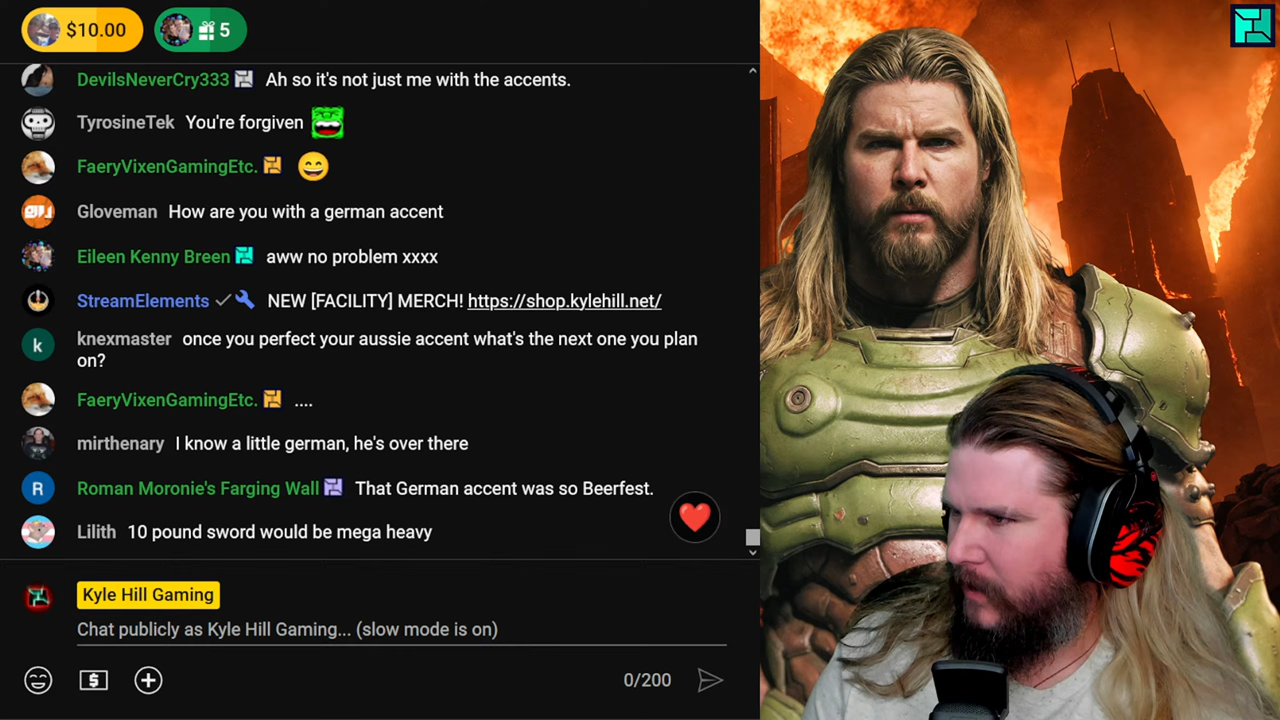 $10.00 5
DevilsNeverCry333 Ah so it's not just me with the accents.
TyrosineTek You're forgiven
FaeryVixenGamingEtc.
Gloveman How are you with a german accent
Eileen Kenny Breen aww no problem xxxx
StreamElements NEW [FACILITY] MERCH! https://shop.kylehill.net/
knexmaster once you perfect your aussie accent what's the next one you plan
on?
FaeryVixenGamingEtc. ....
mirthenary I know a little german, he's over there
Roman Moronie's Farging Wall That German accent was so Beerfest.
Lilith 10 pound sword would be mega heavy
Kyle Hill Gaming
Chat publicly as Kyle Hill Gaming... (slow mode is on)
0/200